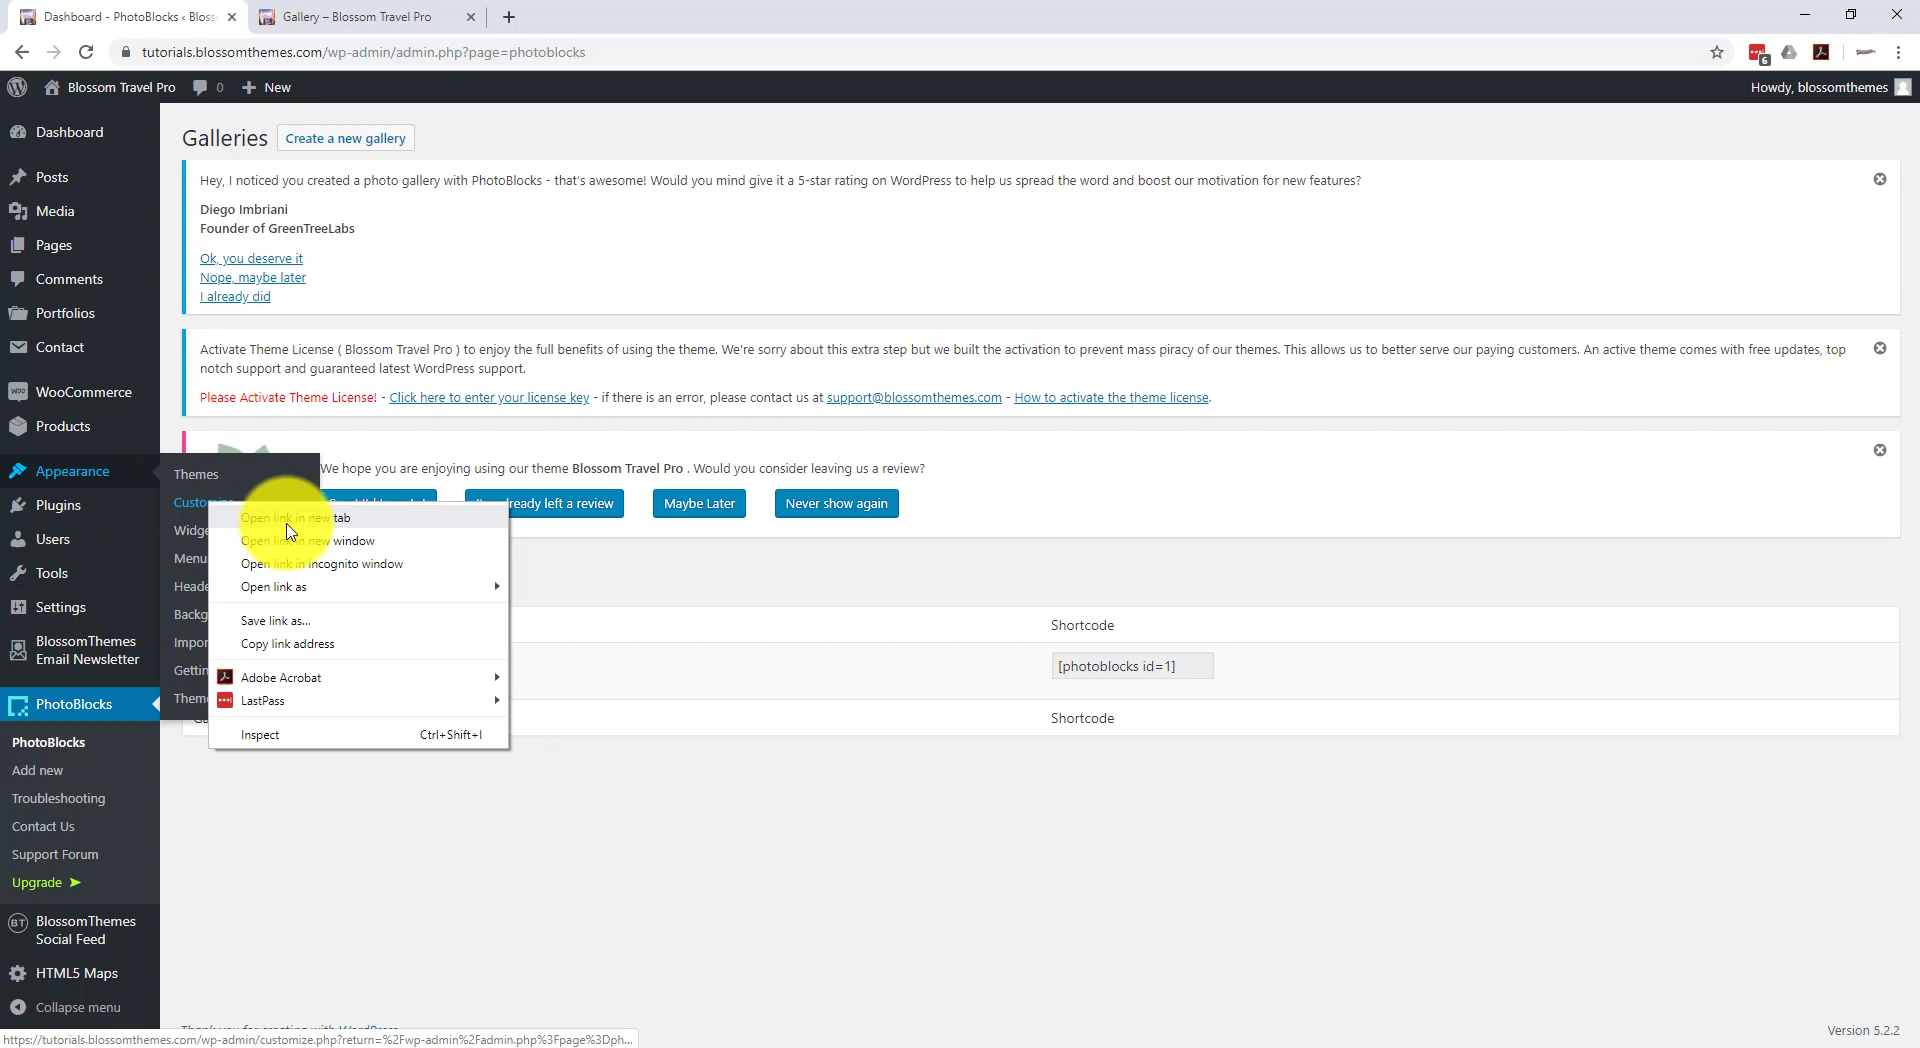 Dashboard - PhotoBlocks ‹ Bloss
Gallery – Blossom Travel Pro
tutorials.blossomthemes.com/wp-admin/admin.php?page=photoblocks
6
Blossom Travel Pro
0
New
Howdy, blossomthemes
Dashboard
Posts
Media
Pages
Comments
Portfolios
Contact
WooCommerce
Products
Appearance
Plugins
Users
Tools
Settings
BlossomThemes
Email Newsletter
PhotoBlocks
PhotoBlocks
Add new
Troubleshooting
Contact Us
Support Forum
Upgrade ➤
BT
BlossomThemes
Social Feed
HTML5 Maps
Collapse menu
Galleries
Create a new gallery
Hey, I noticed you created a photo gallery with PhotoBlocks - that's awesome! Would you mind give it a 5-star rating on WordPress to help us spread the word and boost our motivation for new features?
Diego Imbriani
Founder of GreenTreeLabs
Ok, you deserve it
Nope, maybe later
I already did
Activate Theme License ( Blossom Travel Pro ) to enjoy the full benefits of using the theme. We're sorry about this extra step but we built the activation to prevent mass piracy of our themes. This allows us to better serve our paying customers. An active theme comes with free updates, top
notch support and guaranteed latest WordPress support.
Please Activate Theme License! - Click here to enter your license key - if there is an error, please contact us at support@blossomthemes.com - How to activate the theme license.
We hope you are enjoying using our theme Blossom Travel Pro . Would you consider leaving us a review?
already left a review
Maybe Later
Never show again
Themes
Customize
Widge
Menu
Heade
Backg
Impor
Gettin
Theme
Open link in new tab
Open link in new window
Open link in incognito window
Open link as
Save link as...
Copy link address
Adobe Acrobat
LastPass
Inspect Ctrl+Shift+I
Shortcode
[photoblocks id=1]
Shortcode
Version 5.2.2
https://tutorials.blossomthemes.com/wp-admin/customize.php?return=%2Fwp-admin%2Fadmin.php%3Fpage%3Dph...